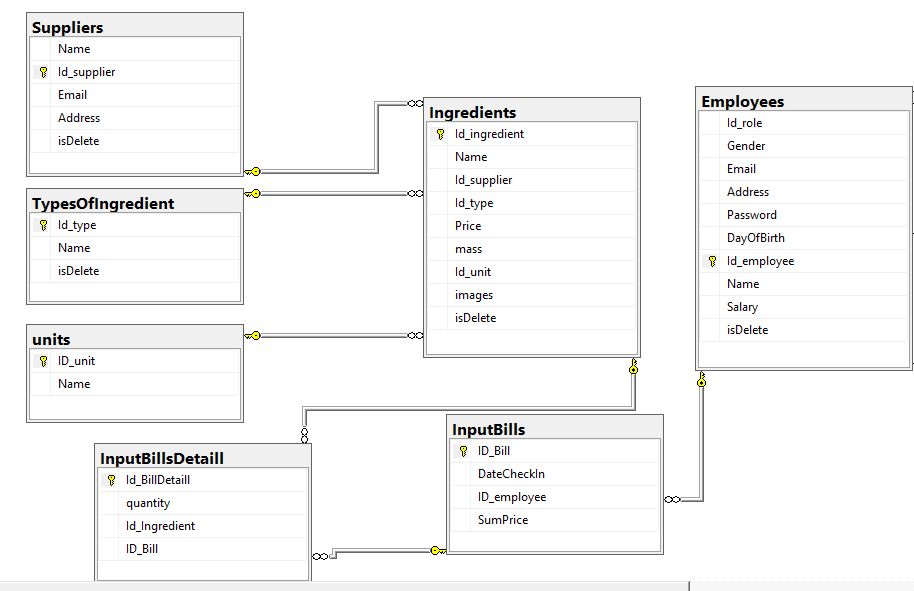 Suppliers
Name
Id_supplier
Email
Address
isDelete
TypesOfIngredient
Id_type
Name
isDelete
units
ID_unit
Name
Ingredients
Id_ingredient
Name
Id_supplier
Id_type
Price
mass
Id_unit
images
isDelete
Employees
Id_role
Gender
Email
Address
Password
DayOfBirth
Id_employee
Name
Salary
isDelete
InputBillsDetaill
Id_BillDetaill
quantity
Id_Ingredient
ID_Bill
InputBills
ID_Bill
DateCheckIn
ID_employee
SumPrice